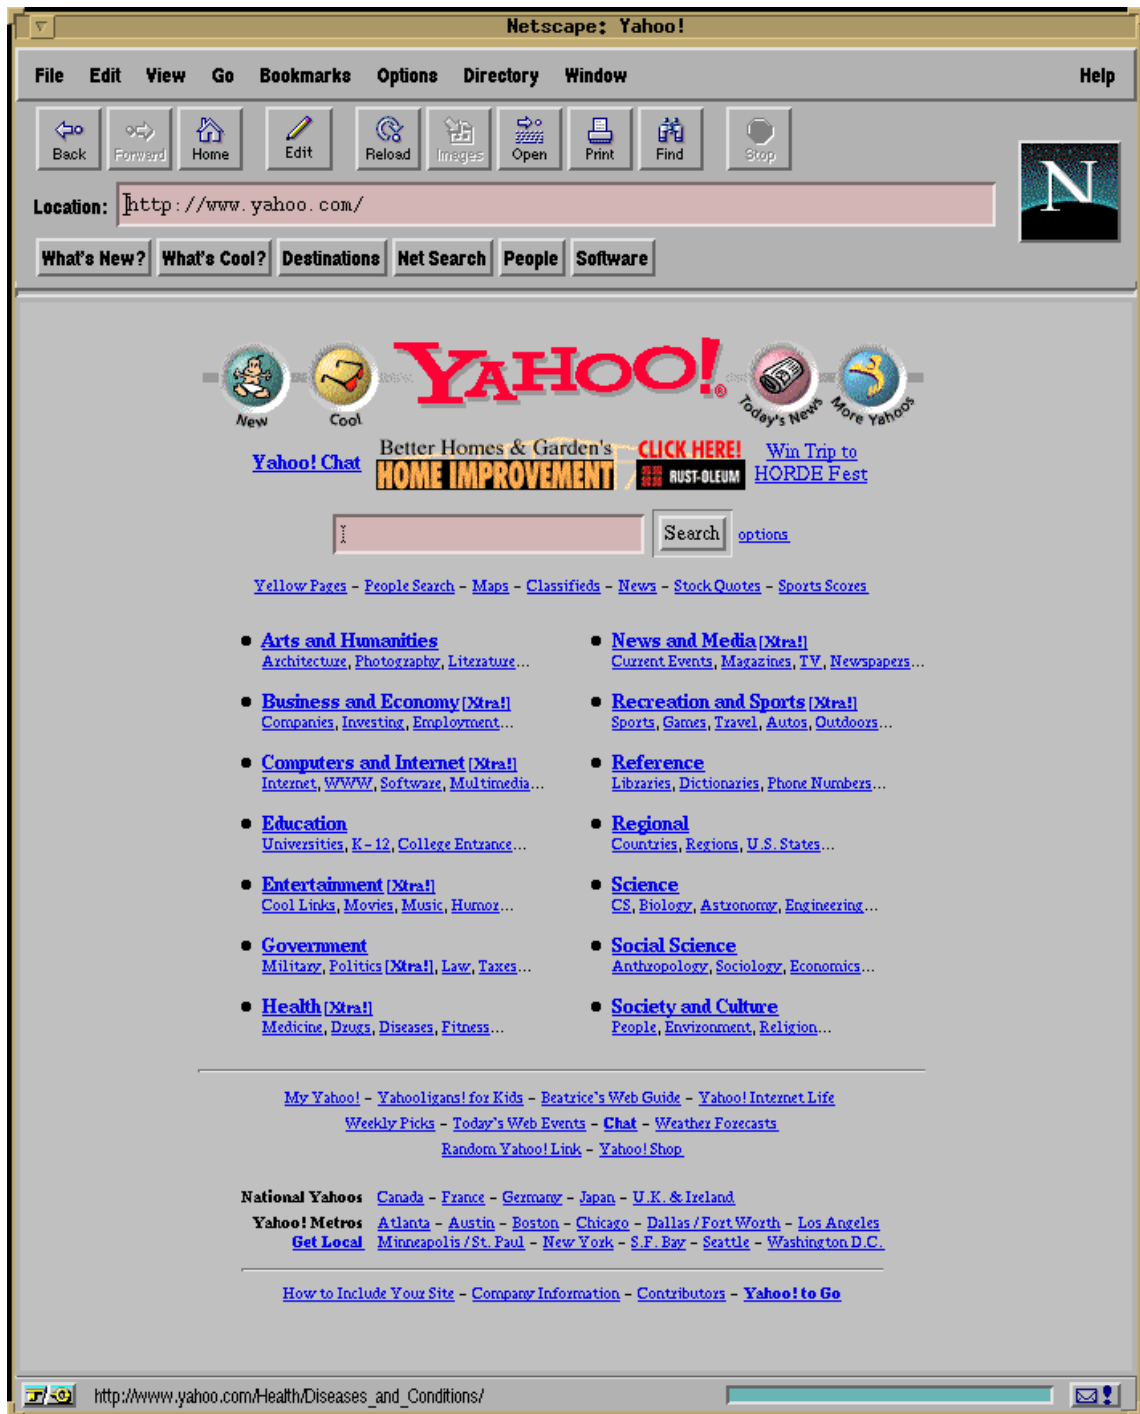 Netscape: Yahoo!
File Edit View Go Bookmarks Options Directory Window Help
Back Forward Home Edit Reload Images Open Print Find Stop
N
Location: http://www.yahoo.com/
What's New? What's Cool? Destinations Net Search People Software
YAHOO!®
New Cool Today's News More Yahoos
Yahoo! Chat
Better Homes & Garden's
HOME IMPROVEMENT
CLICK HERE!
RUST-OLEUM
Win Trip to
HORDE Fest
Search options
Yellow Pages – People Search – Maps – Classifieds – News – Stock Quotes – Sports Scores
Arts and Humanities
Architecture, Photography, Literature...
Business and Economy [Xtra!]
Companies, Investing, Employment...
Computers and Internet [Xtra!]
Internet, WWW, Software, Multimedia...
Education
Universities, K–12, College Entrance...
Entertainment [Xtra!]
Cool Links, Movies, Music, Humor...
Government
Military, Politics [Xtra!], Law, Taxes...
Health [Xtra!]
Medicine, Drugs, Diseases, Fitness...
News and Media [Xtra!]
Current Events, Magazines, TV, Newspapers...
Recreation and Sports [Xtra!]
Sports, Games, Travel, Autos, Outdoors...
Reference
Libraries, Dictionaries, Phone Numbers...
Regional
Countries, Regions, U.S. States...
Science
CS, Biology, Astronomy, Engineering...
Social Science
Anthropology, Sociology, Economics...
Society and Culture
People, Environment, Religion...
My Yahoo! – Yahooligans! for Kids – Beatrice's Web Guide – Yahoo! Internet Life
Weekly Picks – Today's Web Events – Chat – Weather Forecasts
Random Yahoo! Link – Yahoo! Shop
National Yahoos Canada – France – Germany – Japan – U.K. & Ireland
Yahoo! Metros Atlanta – Austin – Boston – Chicago – Dallas / Fort Worth – Los Angeles
Get Local Minneapolis / St. Paul – New York – S.F. Bay – Seattle – Washington D.C.
How to Include Your Site – Company Information – Contributors – Yahoo! to Go
http://www.yahoo.com/Health/Diseases_and_Conditions/